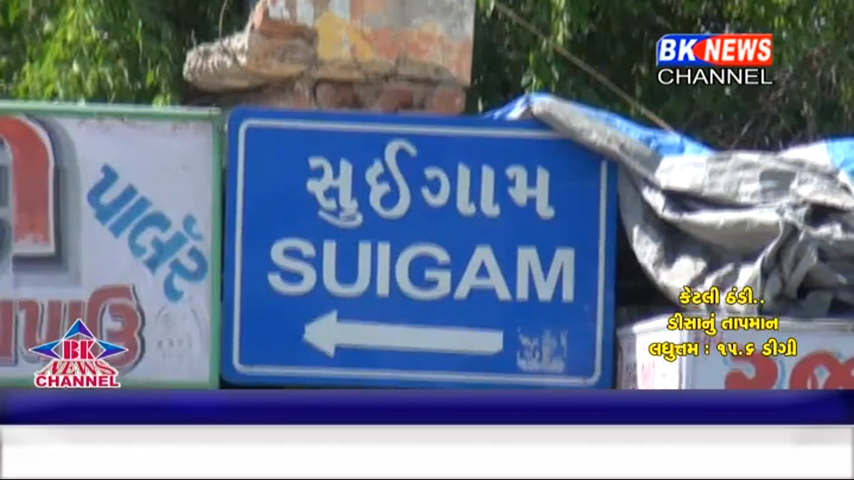 BK NEWS
CHANNEL
સુઈગામ
SUIGAM
પાર્લર
કેટલી ઠંડી..
ડીસાનું તાપમાન
લઘુત્તમ : ૧૫.૬ ડીગ્રી
BK
NEWS
CHANNEL